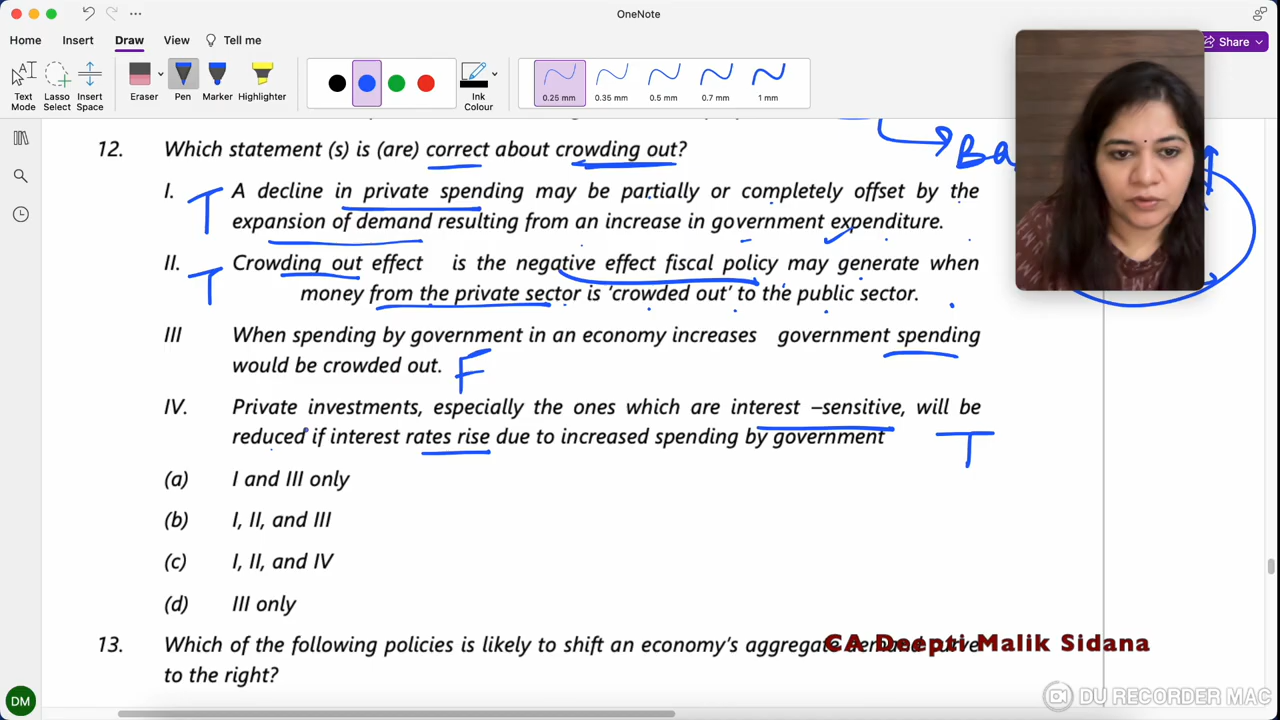 OneNote
Home Insert Draw View Tell me Share
Text Mode Lasso Select Insert Space Eraser Pen Marker Highlighter Ink Colour 0.25 mm 0.35 mm 0.5 mm 0.7 mm 1 mm
12. Which statement (s) is (are) correct about crowding out?
Ba
I. T A decline in private spending may be partially or completely offset by the
expansion of demand resulting from an increase in government expenditure.
II. T Crowding out effect is the negative effect fiscal policy may generate when
money from the private sector is 'crowded out' to the public sector.
III When spending by government in an economy increases government spending
would be crowded out. F
IV. Private investments, especially the ones which are interest –sensitive, will be
reduced if interest rates rise due to increased spending by government T
(a) I and III only
(b) I, II, and III
(c) I, II, and IV
(d) III only
13. Which of the following policies is likely to shift an economy's aggregate demand curve
to the right?
CA Deepti Malik Sidana
DM
DU RECORDER MAC